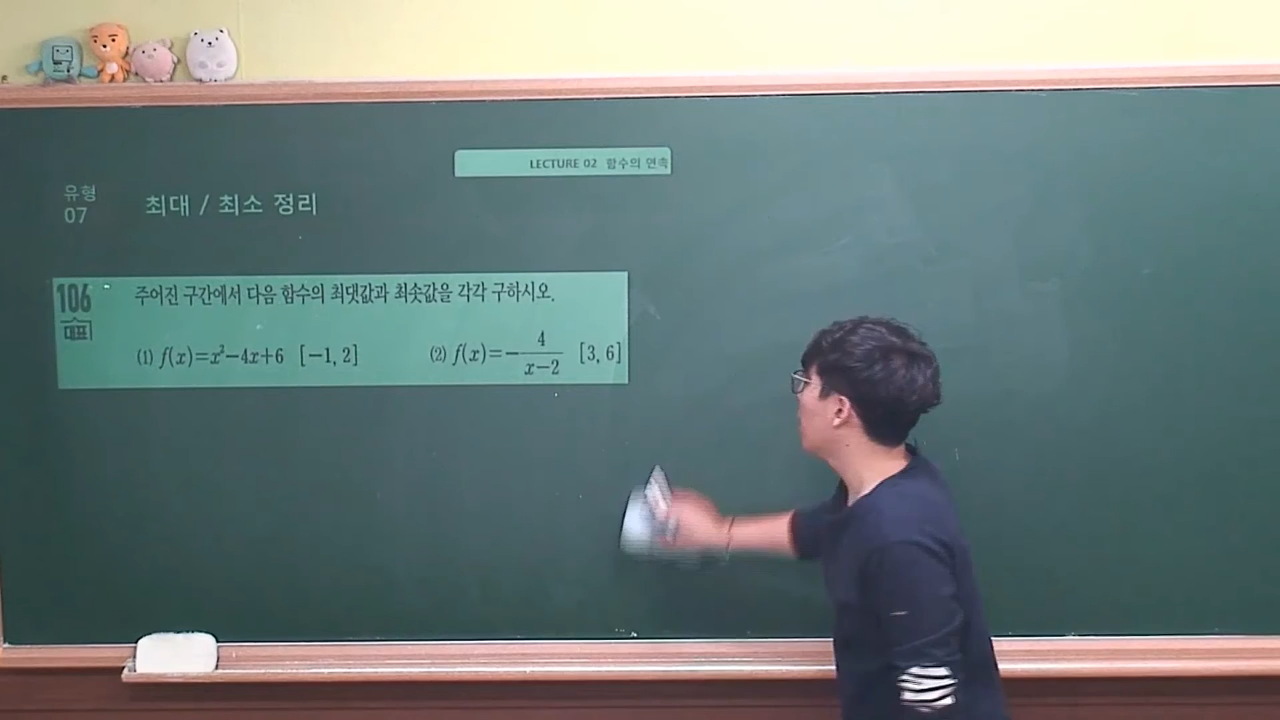 LECTURE 02 함수의 연속
유형
07
최대 / 최소 정리
106
대표
주어진 구간에서 다음 함수의 최댓값과 최솟값을 각각 구하시오.
(1) f(x)=x²-4x+6 [-1, 2]
(2) f(x)=-4/(x-2) [3, 6]